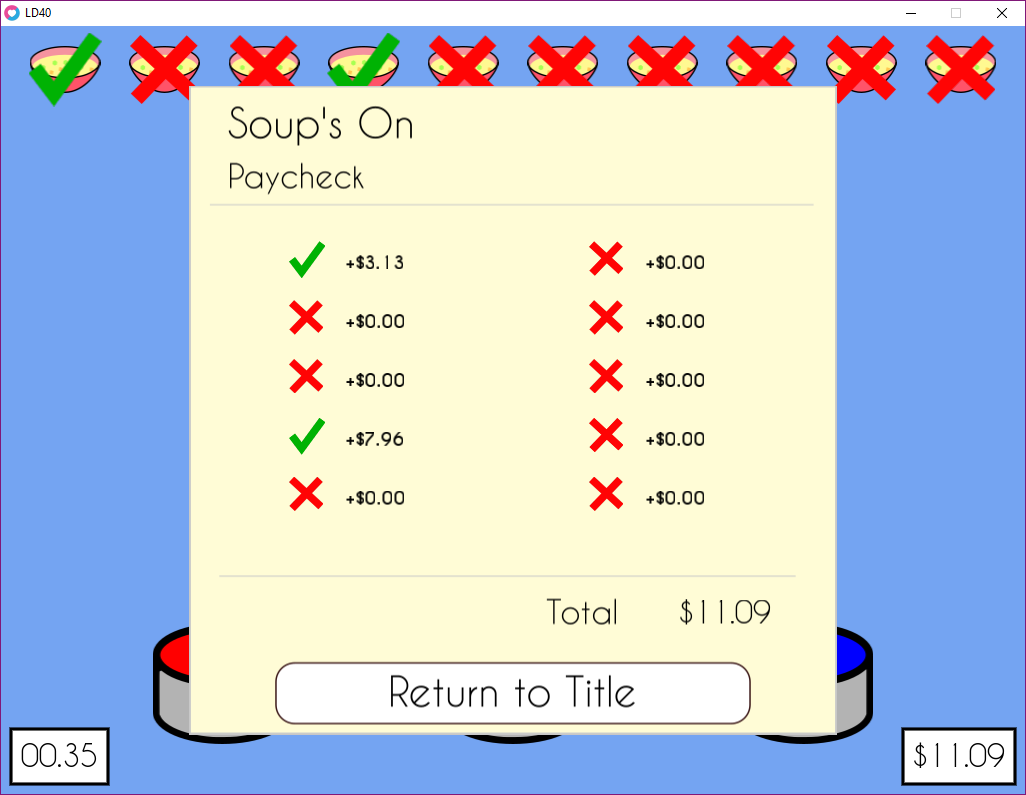 LD40
Soup's On
Paycheck
+$3.13
+$0.00
+$0.00
+$7.96
+$0.00
+$0.00
+$0.00
+$0.00
+$0.00
+$0.00
Total $11.09
Return to Title
00.35
$11.09